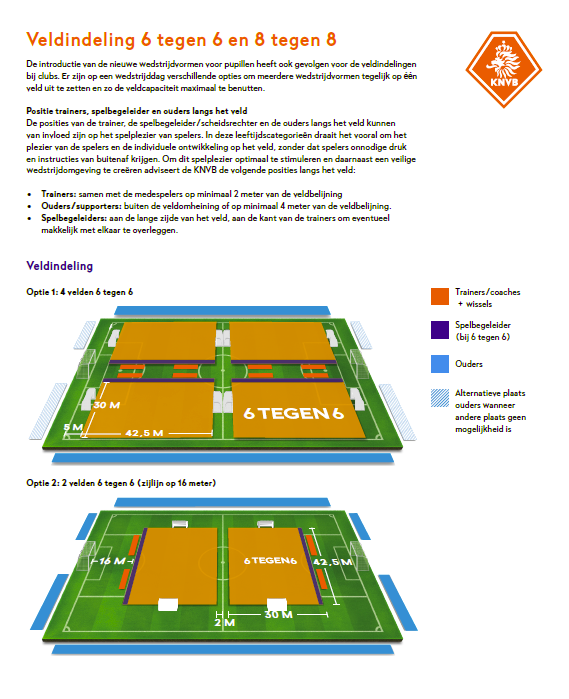 Veldindeling 6 tegen 6 en 8 tegen 8
KNVB
De introductie van de nieuwe wedstrijdvormen voor pupillen heeft ook gevolgen voor de veldindelingen
bij clubs. Er zijn op een wedstrijddag verschillende opties om meerdere wedstrijdvormen tegelijk op één
veld uit te zetten en zo de veldcapaciteit maximaal te benutten.
Positie trainers, spelbegeleider en ouders langs het veld
De posities van de trainer, de spelbegeleider/scheidsrechter en de ouders langs het veld kunnen
van invloed zijn op het spelplezier van spelers. In deze leeftijdscategorieën draait het vooral om het
plezier van de spelers en de individuele ontwikkeling op het veld, zonder dat spelers onnodige druk
en instructies van buitenaf krijgen. Om dit spelplezier optimaal te stimuleren en daarnaast een veilige
wedstrijdomgeving te creëren adviseert de KNVB de volgende posities langs het veld:
• Trainers: samen met de medespelers op minimaal 2 meter van de veldbelijning
• Ouders/supporters: buiten de veldomheining of op minimaal 4 meter van de veldbelijning.
• Spelbegeleiders: aan de lange zijde van het veld, aan de kant van de trainers om eventueel
makkelijk met elkaar te overleggen.
Veldindeling
Optie 1: 4 velden 6 tegen 6
30 M
5 M
42,5 M
6 TEGEN 6
Trainers/coaches
+ wissels
Spelbegeleider
(bij 6 tegen 6)
Ouders
Alternatieve plaats
ouders wanneer
andere plaats geen
mogelijkheid is
Optie 2: 2 velden 6 tegen 6 (zijlijn op 16 meter)
16 M
6 TEGEN 6
42,5 M
2 M
30 M